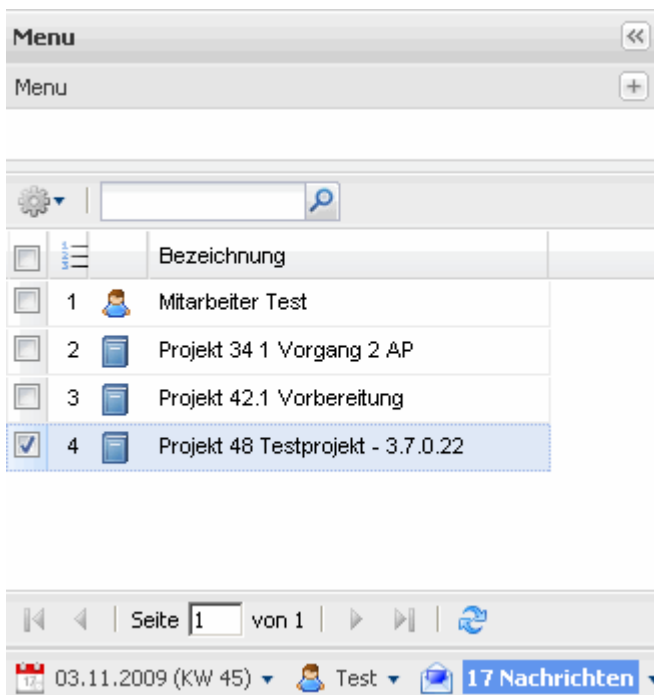 Menu
Menu
Bezeichnung
1 Mitarbeiter Test
2 Projekt 34 1 Vorgang 2 AP
3 Projekt 42.1 Vorbereitung
4 Projekt 48 Testprojekt - 3.7.0.22
Seite 1 von 1
03.11.2009 (KW 45) Test 17 Nachrichten